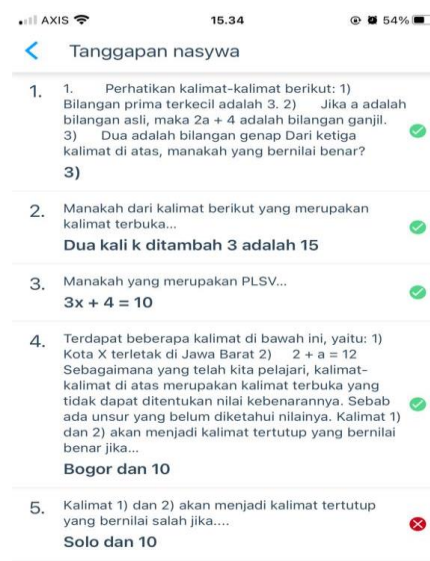 AXIS 15.34 54%
Tanggapan nasywa
1. 1. Perhatikan kalimat-kalimat berikut: 1)
Bilangan prima terkecil adalah 3. 2) Jika a adalah
bilangan asli, maka 2a + 4 adalah bilangan ganjil.
3) Dua adalah bilangan genap Dari ketiga
kalimat di atas, manakah yang bernilai benar?
3)
2. Manakah dari kalimat berikut yang merupakan
kalimat terbuka...
Dua kali k ditambah 3 adalah 15
3. Manakah yang merupakan PLSV...
3x + 4 = 10
4. Terdapat beberapa kalimat di bawah ini, yaitu: 1)
Kota X terletak di Jawa Barat 2) 2 + a = 12
Sebagaimana yang telah kita pelajari, kalimat-
kalimat di atas merupakan kalimat terbuka yang
tidak dapat ditentukan nilai kebenarannya. Sebab
ada unsur yang belum diketahui nilainya. Kalimat 1)
dan 2) akan menjadi kalimat tertutup yang bernilai
benar jika...
Bogor dan 10
5. Kalimat 1) dan 2) akan menjadi kalimat tertutup
yang bernilai salah jika....
Solo dan 10